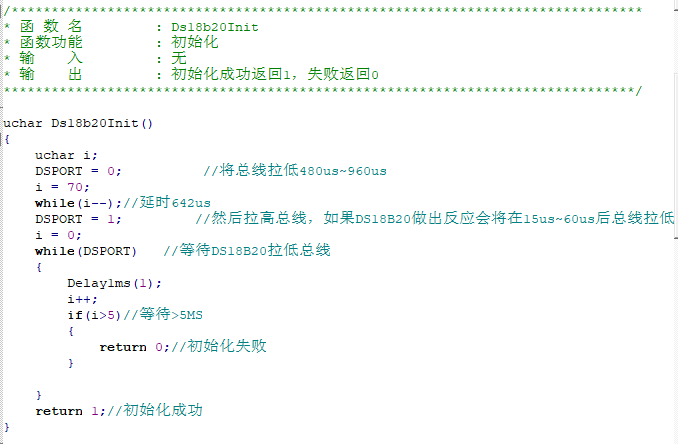 /*******************************************************************************
* 函 数 名         : Ds18b20Init
* 函数功能         : 初始化
* 输    入         : 无
* 输    出         : 初始化成功返回1，失败返回0
*******************************************************************************/
uchar Ds18b20Init()
{
    uchar i;
    DSPORT = 0;          //将总线拉低480us~960us
    i = 70;
    while(i--);//延时642us
    DSPORT = 1;         //然后拉高总线，如果DS18B20做出反应会将在15us~60us后总线拉低
    i = 0;
    while(DSPORT)   //等待DS18B20拉低总线
    {
        Delay1ms(1);
        i++;
        if(i>5)//等待>5MS
        {
            return 0;//初始化失败
        }
    }
    return 1;//初始化成功
}